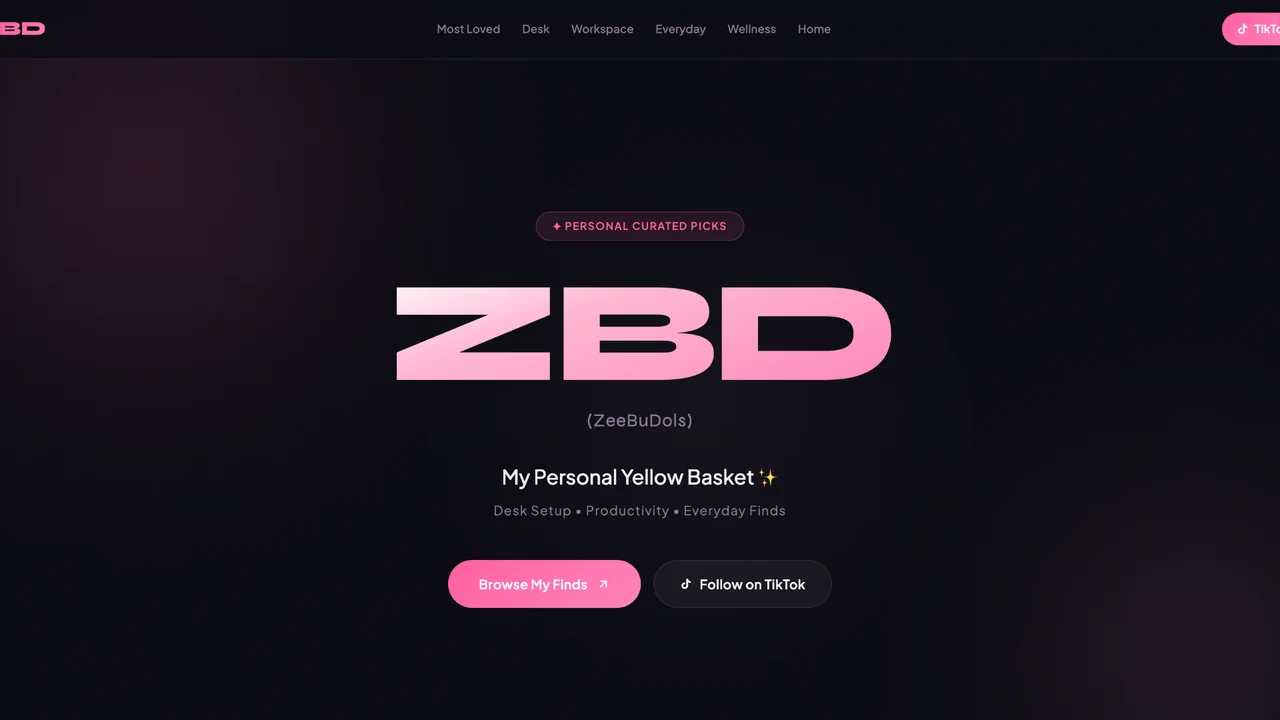 BD
Most Loved
Desk
Workspace
Everyday
Wellness
Home
TikTo
✦ PERSONAL CURATED PICKS
ZBD
(ZeeBuDols)
My Personal Yellow Basket ✨
Desk Setup • Productivity • Everyday Finds
Browse My Finds ↗
Follow on TikTok